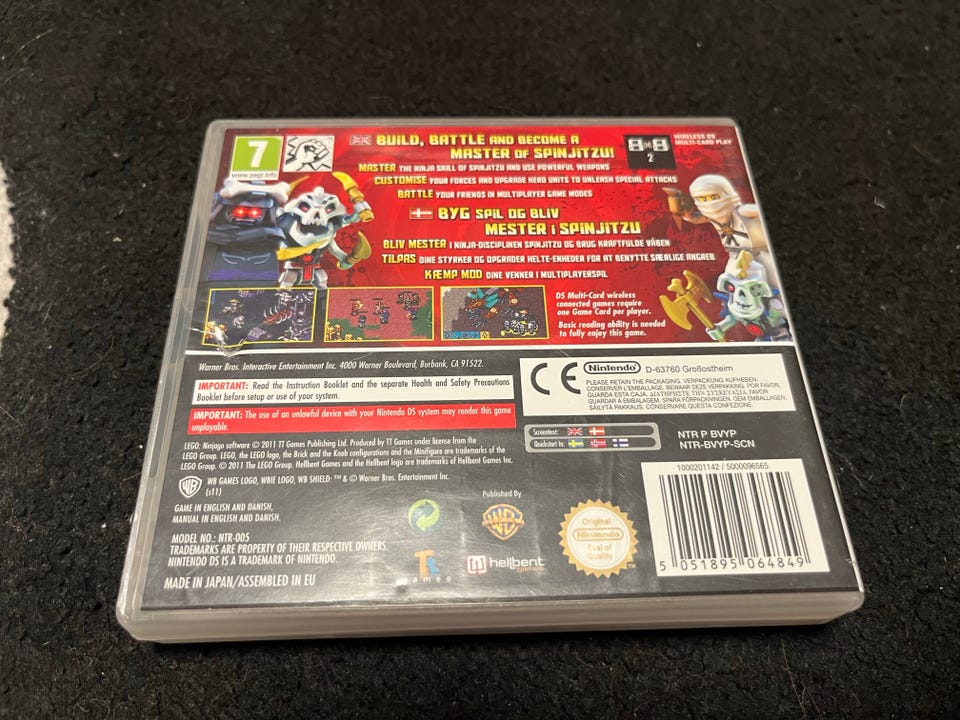 7
www.pegi.info
BUILD, BATTLE AND BECOME A
MASTER OF SPINJITZU!
MASTER THE NINJA SKILL OF SPINJITZU AND USE POWERFUL WEAPONS
CUSTOMISE YOUR FORCES AND UPGRADE HERO UNITS TO UNLEASH SPECIAL ATTACKS
BATTLE YOUR FRIENDS IN MULTIPLAYER GAME MODES
2
WIRELESS DS
MULTI-CARD PLAY
BYG SPIL OG BLIV
MESTER I SPINJITZU
BLIV MESTER I NINJA-DISCIPLINEN SPINJITZU OG BRUG KRAFTFULDE VÅBEN
TILPAS DINE STYRKER OG OPGRADER HELTE-ENHEDER FOR AT BENYTTE SÆRLIGE ANGREB
KÆMP MOD DINE VENNER I MULTIPLAYERSPIL
DS Multi-Card wireless
connected games require
one Game Card per player.
Basic reading ability is needed
to fully enjoy this game.
Warner Bros. Interactive Entertainment Inc. 4000 Warner Boulevard, Burbank, CA 91522.
IMPORTANT: Read the Instruction Booklet and the separate Health and Safety Precautions
Booklet before setup or use of your system.
IMPORTANT: The use of an unlawful device with your Nintendo DS system may render this game
unplayable.
CE
Nintendo D-63760 Großostheim
PLEASE RETAIN THE PACKAGING. VERPACKUNG AUFHEBEN.
CONSERVER L'EMBALLAGE. BEWAAR DEZE VERPAKKING. POR FAVOR,
GUARDA ESTA CAJA. ΔΙΑΤΗΡΗΣΤΕ ΤΗΝ ΣΥΣΚΕΥΑΣΙΑ. FAVOR
GUARDAR A EMBALAGEM. SPARA FÖRPACKNINGEN. GEM EMBALLAGEN.
SÄILYTÄ PAKKAUS. CONSERVARE QUESTA CONFEZIONE.
Screentext:
Quickstart in:
NTR P BVYP
NTR-BVYP-SCN
LEGO: Ninjago software © 2011 TT Games Publishing Ltd. Produced by TT Games under license from the
LEGO Group. LEGO, the LEGO logo, the Brick and the Knob configurations and the Minifigure are trademarks of the
LEGO Group. © 2011 The LEGO Group. Hellbent Games and the Hellbent logo are trademarks of Hellbent Games Inc.
WB GAMES LOGO, WBIE LOGO, WB SHIELD: ™ & © Warner Bros. Entertainment Inc.
(s11)
GAME IN ENGLISH AND DANISH.
MANUAL IN ENGLISH AND DANISH.
MODEL NO.: NTR-005
TRADEMARKS ARE PROPERTY OF THEIR RESPECTIVE OWNERS.
NINTENDO DS IS A TRADEMARK OF NINTENDO.
MADE IN JAPAN/ASSEMBLED IN EU
Published By
WB
games
hellbent
games
Original
Nintendo
Seal of
Quality
1000201142 / 5000096565
5 051895 064849